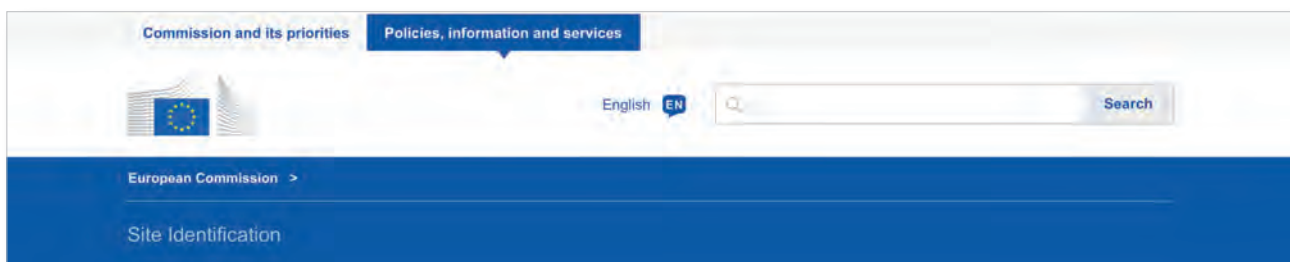 Commission and its priorities Policies, information and services
English EN Search
European Commission >
Site Identification